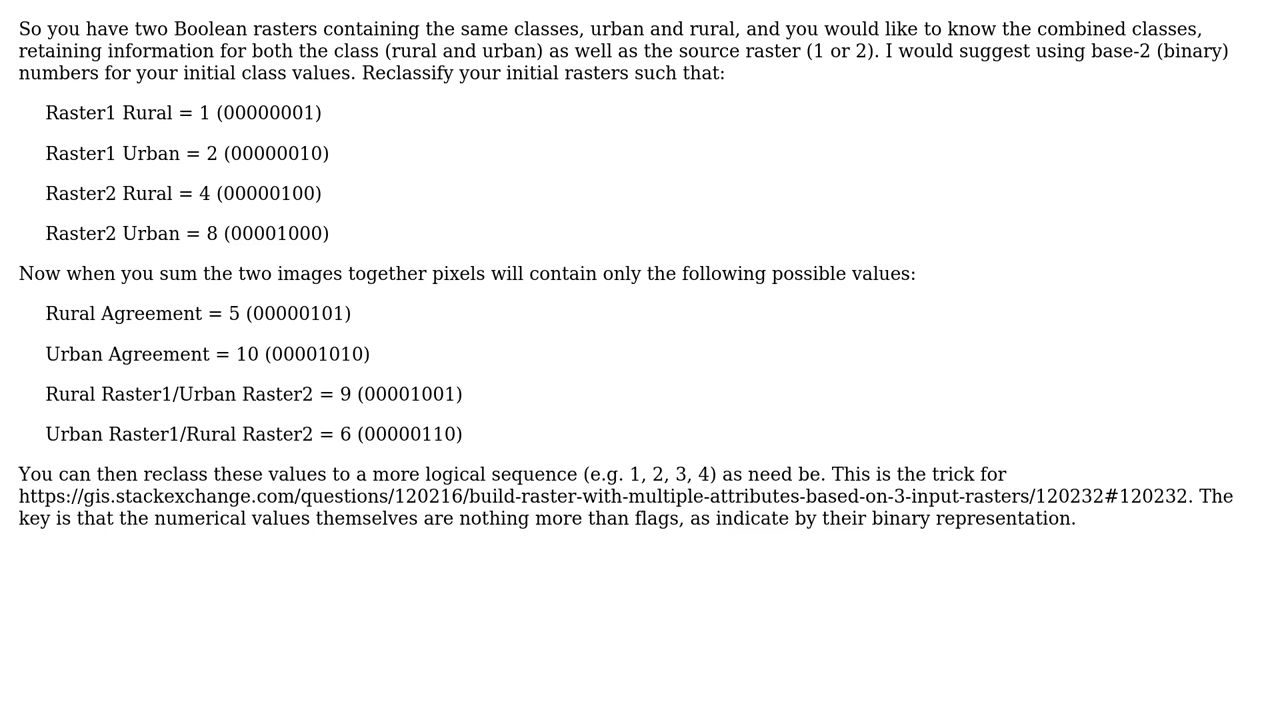 So you have two Boolean rasters containing the same classes, urban and rural, and you would like to know the combined classes,
retaining information for both the class (rural and urban) as well as the source raster (1 or 2). I would suggest using base-2 (binary)
numbers for your initial class values. Reclassify your initial rasters such that:
Raster1 Rural = 1 (00000001)
Raster1 Urban = 2 (00000010)
Raster2 Rural = 4 (00000100)
Raster2 Urban = 8 (00001000)
Now when you sum the two images together pixels will contain only the following possible values:
Rural Agreement = 5 (00000101)
Urban Agreement = 10 (00001010)
Rural Raster1/Urban Raster2 = 9 (00001001)
Urban Raster1/Rural Raster2 = 6 (00000110)
You can then reclass these values to a more logical sequence (e.g. 1, 2, 3, 4) as need be. This is the trick for
https://gis.stackexchange.com/questions/120216/build-raster-with-multiple-attributes-based-on-3-input-rasters/120232#120232. The
key is that the numerical values themselves are nothing more than flags, as indicate by their binary representation.